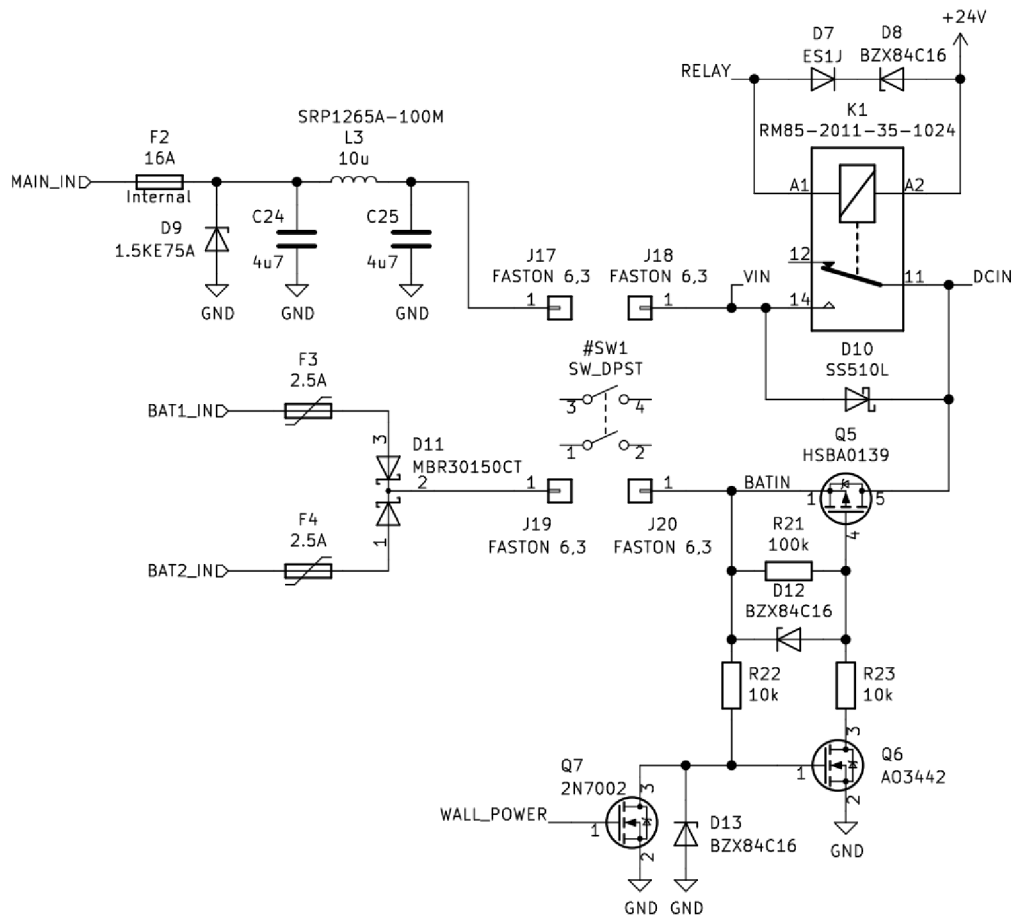 +24V
D7
ES1J
D8
BZX84C16
RELAY
K1
RM85-2011-35-1024
A1
A2
12
11
14
DCIN
SRP1265A-100M
L3
10u
F2
16A
Internal
MAIN_IN
D9
1.5KE75A
C24
4u7
C25
4u7
GND
GND
GND
J17
FASTON 6,3
1
J18
FASTON 6,3
1
VIN
D10
SS510L
#SW1
SW_DPST
3
4
1
2
F3
2.5A
BAT1_IN
3
D11
MBR30150CT
2
1
F4
2.5A
BAT2_IN
1
J19
FASTON 6,3
1
J20
FASTON 6,3
BATIN
Q5
HSBA0139
1
5
4
R21
100k
D12
BZX84C16
R22
10k
R23
10k
3
Q6
AO3442
1
2
GND
Q7
2N7002
3
WALL_POWER
1
2
D13
BZX84C16
GND
GND